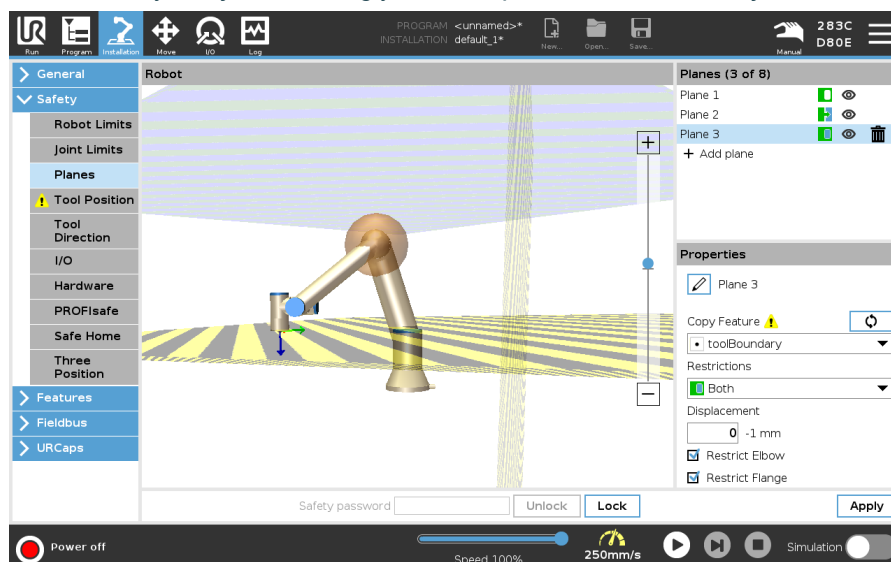 PROGRAM <unnamed>*
INSTALLATION default_1*
Run Program Installation Move I/O Log
New... Open... Save...
Manual
283C
D80E
General
Safety
Robot Limits
Joint Limits
Planes
Tool Position
Tool
Direction
I/O
Hardware
PROFIsafe
Safe Home
Three
Position
Features
Fieldbus
URCaps
Robot
Planes (3 of 8)
Plane 1
Plane 2
Plane 3
+ Add plane
Properties
Plane 3
Copy Feature
toolBoundary
Restrictions
Both
Displacement
0 -1 mm
Restrict Elbow
Restrict Flange
Safety password Unlock Lock Apply
Power off
Speed 100%
250mm/s
Simulation